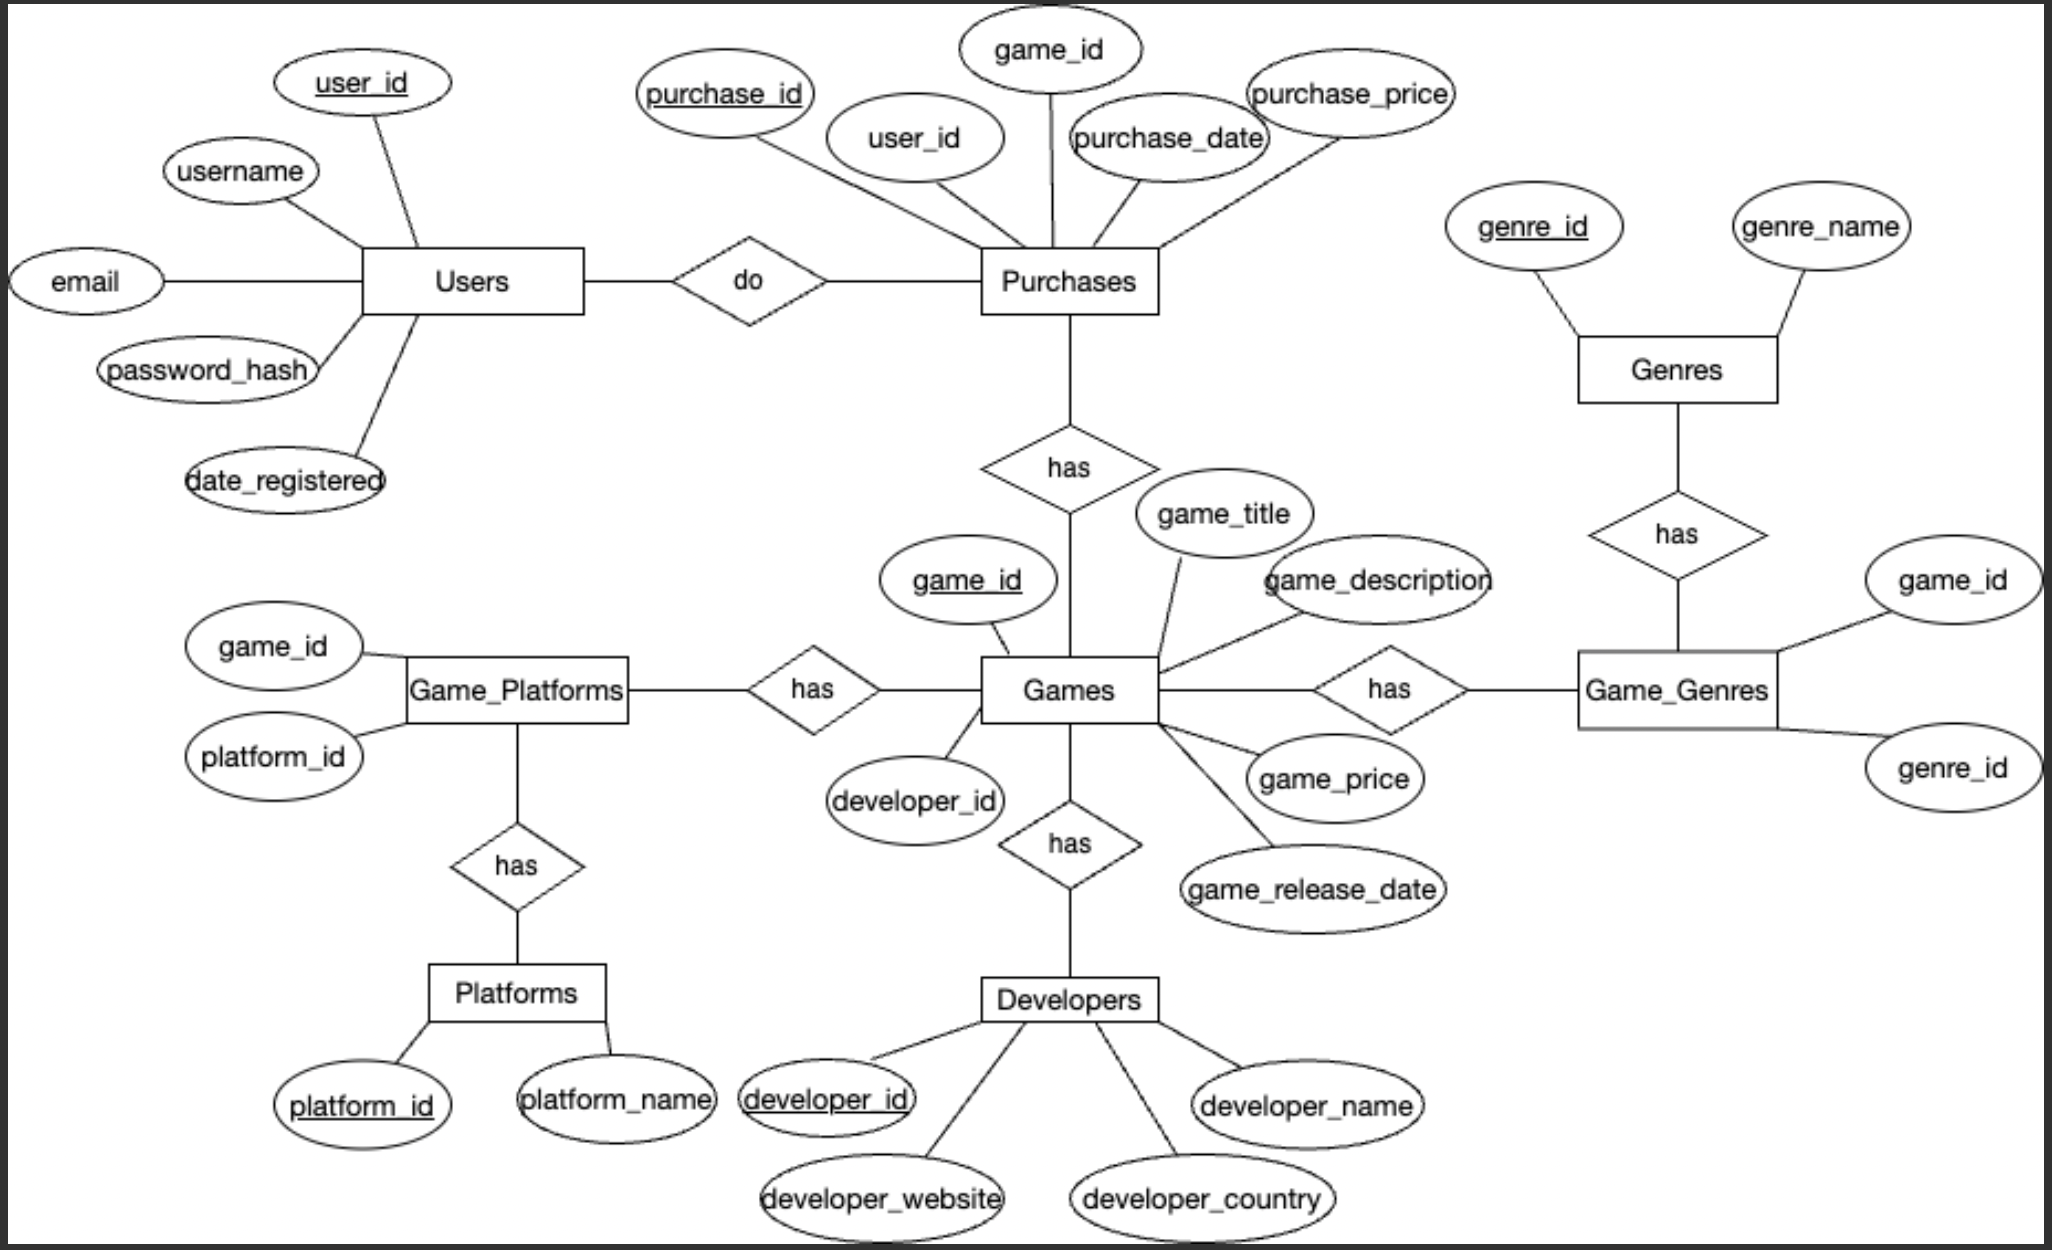 game_id
user_id
purchase_id
purchase_price
user_id
purchase_date
username
genre_id
genre_name
email
Users
do
Purchases
password_hash
Genres
has
date_registered
game_title
has
game_id
game_description
game_id
game_id
Game_Platforms
has
Games
has
Game_Genres
platform_id
developer_id
game_price
genre_id
has
has
game_release_date
Platforms
Developers
platform_id
platform_name
developer_id
developer_name
developer_website
developer_country